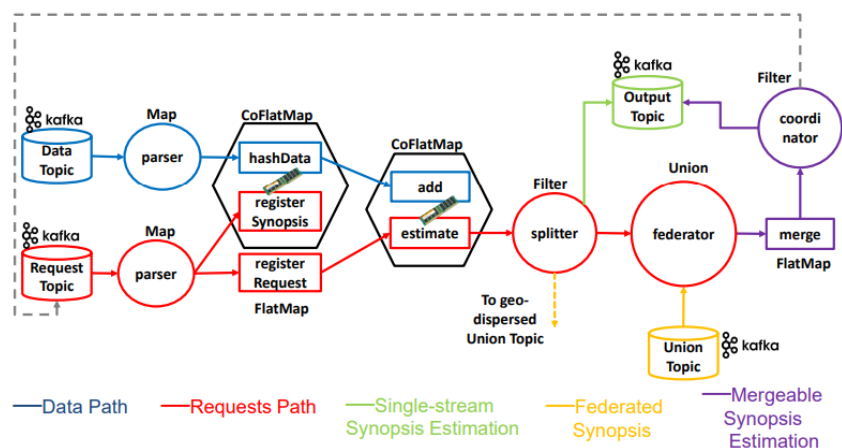 kafka
Filter
kafka
Map
CoFlatMap
Output
Topic
coordi
nator
CoFlatMap
Data
Topic
parser
hashData
Union
add
Filter
kafka
Map
register
Synopsis
estimate
splitter
federator
merge
Request
Topic
parser
register
Request
FlatMap
FlatMap
To geo-
dispersed
Union Topic
Union
Topic
kafka
Data Path
Requests Path
Single-stream
Synopsis Estimation
Federated
Synopsis
Mergeable
Synopsis
Estimation